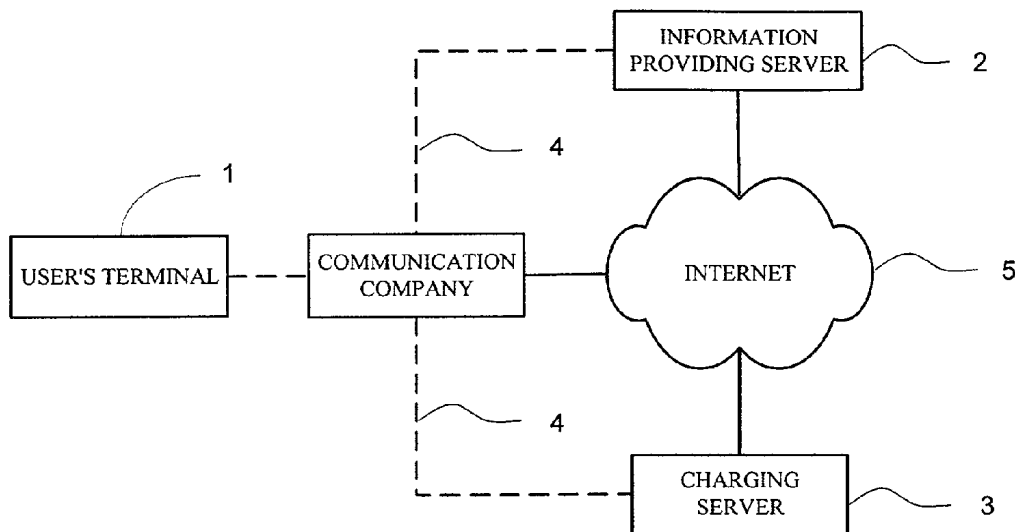 INFORMATION
PROVIDING SERVER
2
4
1
USER'S TERMINAL
COMMUNICATION
COMPANY
INTERNET
5
4
CHARGING
SERVER
3